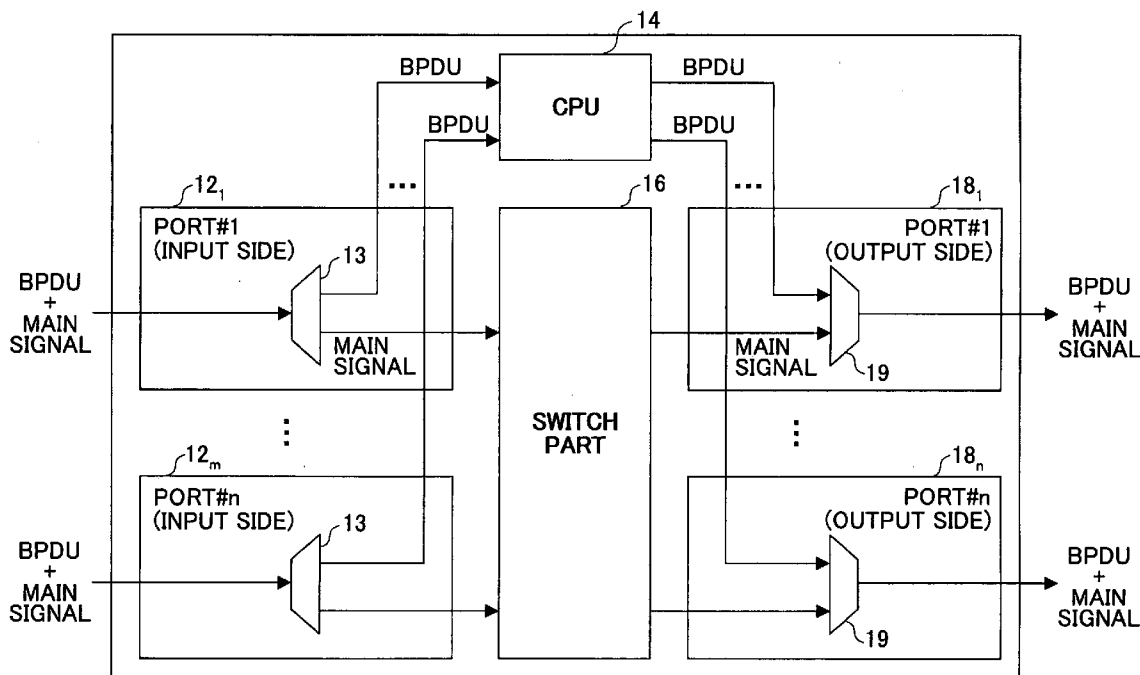 14
BPDU
CPU
BPDU
BPDU
BPDU
...
...
12₁
16
18₁
PORT#1
(INPUT SIDE)
13
PORT#1
(OUTPUT SIDE)
BPDU
+
MAIN
SIGNAL
MAIN
SIGNAL
MAIN
SIGNAL
19
BPDU
+
MAIN
SIGNAL
...
SWITCH
PART
...
12ₘ
18ₙ
PORT#n
(INPUT SIDE)
13
PORT#n
(OUTPUT SIDE)
BPDU
+
MAIN
SIGNAL
19
BPDU
+
MAIN
SIGNAL